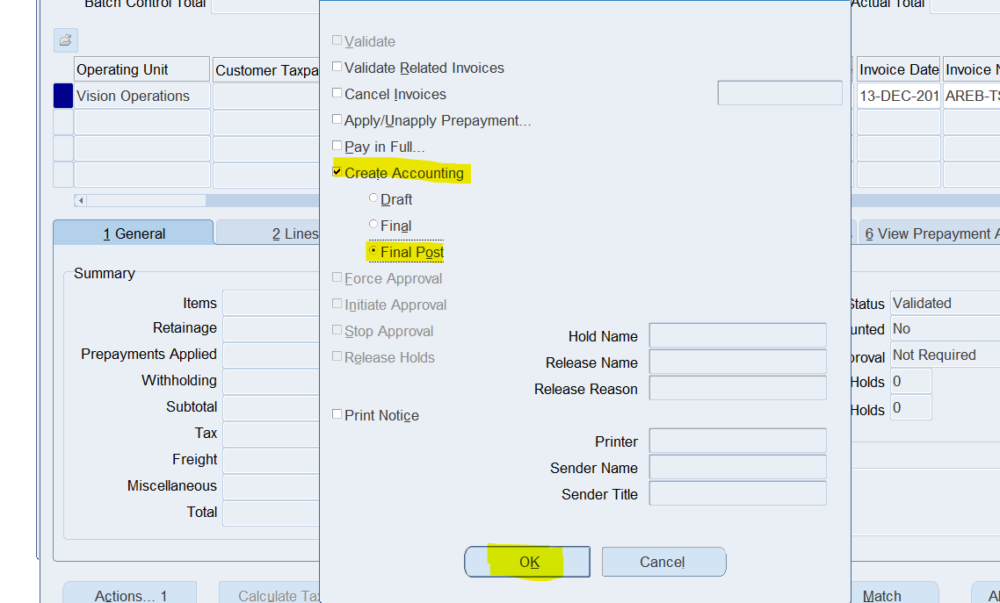 Batch Control Total
Actual Total
Validate
Validate Related Invoices
Operating Unit
Customer Taxpa
Invoice Date
Invoice N
Vision Operations
Cancel Invoices
13-DEC-201
AREB-TS
Apply/Unapply Prepayment...
Pay in Full...
Create Accounting
Draft
Final
1 General
2 Lines
6 View Prepayment A
Final Post
Summary
Force Approval
Items
Initiate Approval
Status
Validated
Retainage
Stop Approval
Hold Name
unted
No
Prepayments Applied
Release Holds
Release Name
proval
Not Required
Withholding
Release Reason
Holds
0
Subtotal
Print Notice
Holds
0
Tax
Printer
Freight
Sender Name
Miscellaneous
Sender Title
Total
OK
Cancel
Actions... 1
Calculate Tax
Match
Al